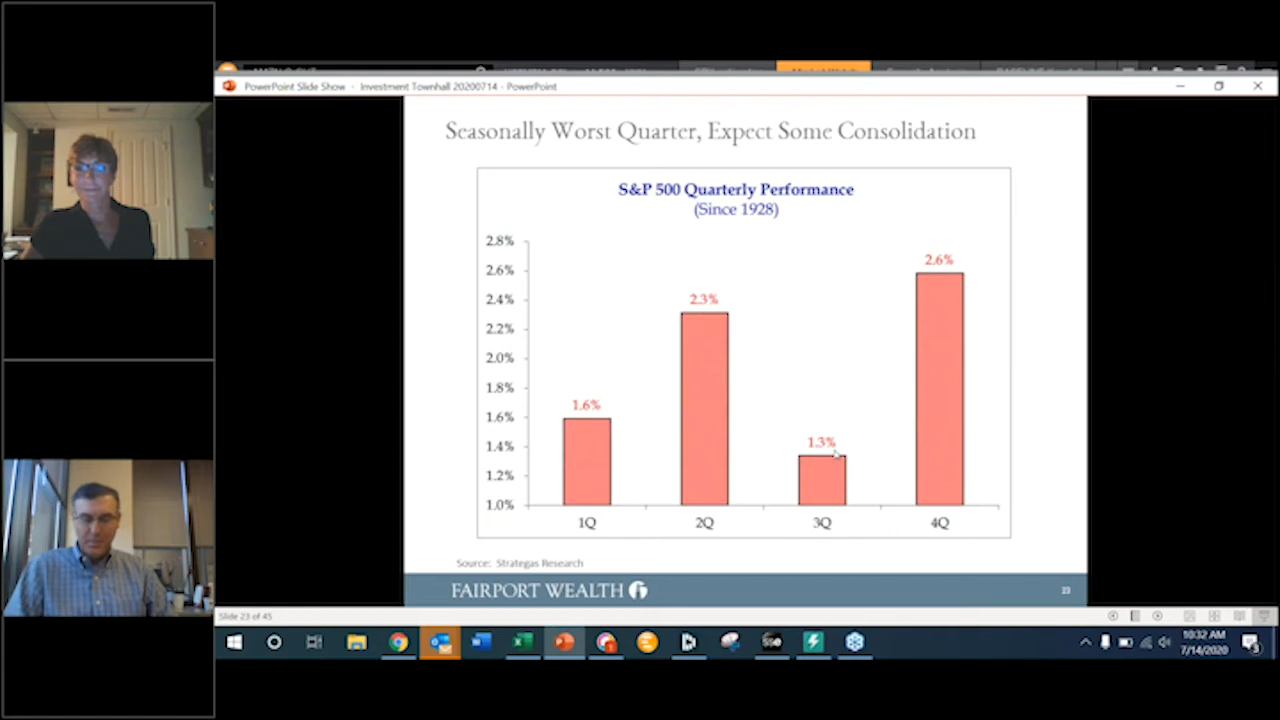 PowerPoint Slide Show - Investment Townhall 20200714 - PowerPoint
Seasonally Worst Quarter, Expect Some Consolidation
S&P 500 Quarterly Performance
(Since 1928)
2.8%
2.6%
2.4%
2.2%
2.0%
1.8%
1.6%
1.4%
1.2%
1.0%
1.6%
2.3%
1.3%
2.6%
1Q
2Q
3Q
4Q
Source: Strategas Research
FAIRPORT WEALTH
23
Slide 23 of 45
10:32 AM
7/14/2020